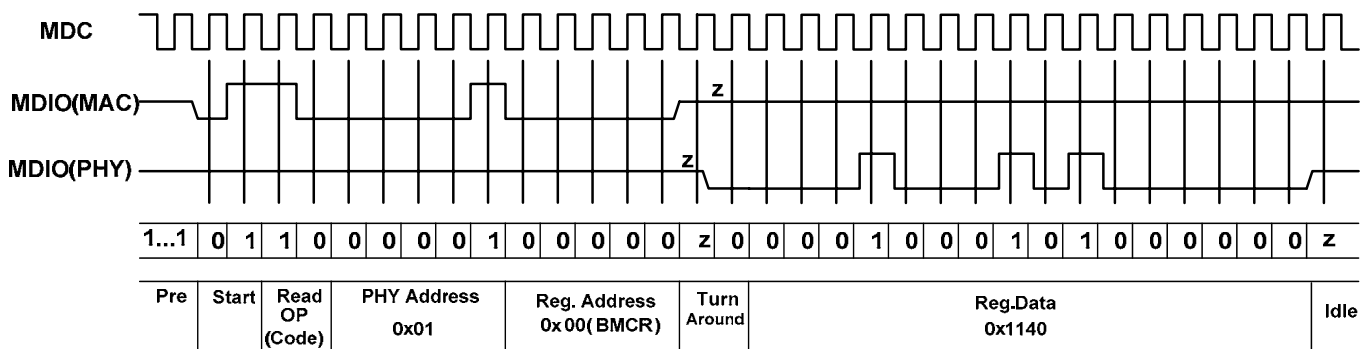 MDC
MDIO(MAC)
z
MDIO(PHY)
z
1...1 0 1 1 0 0 0 0 0 1 0 0 0 0 0 z 0 0 0 0 1 0 0 0 1 0 1 0 0 0 0 0 0 z
Pre
Start
Read
OP
(Code)
PHY Address
0x01
Reg. Address
0x00(BMCR)
Turn
Around
Reg.Data
0x1140
Idle